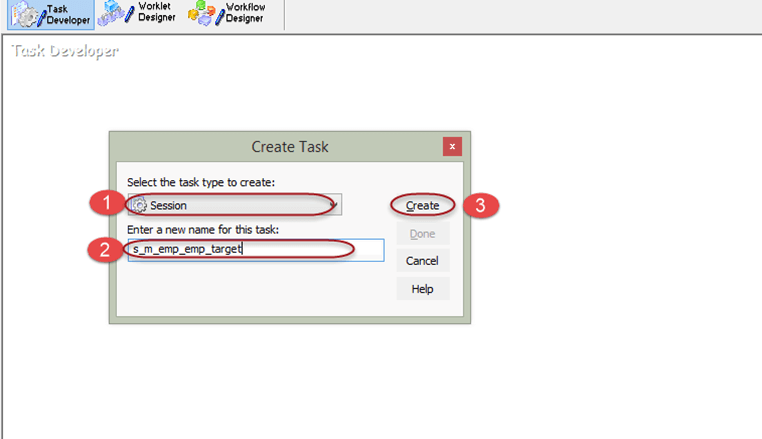 Task Developer
Worklet Designer
Workflow Designer
Task Developer
Create Task
x
Select the task type to create:
1
Session
Create
3
Enter a new name for this task:
Done
2
s_m_emp_emp_target
Cancel
Help